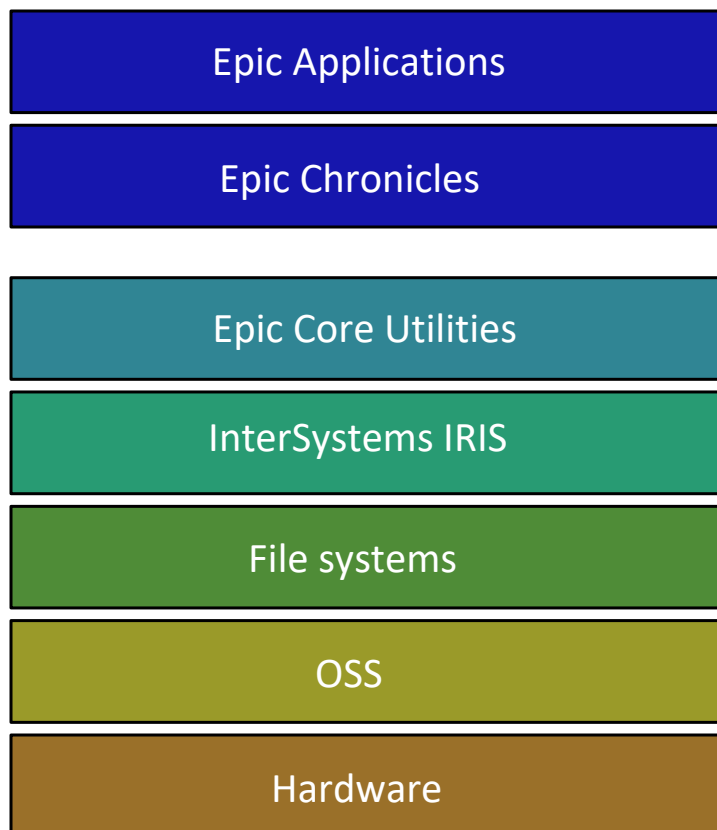 Epic Applications
Epic Chronicles
Epic Core Utilities
InterSystems IRIS
File systems
OSS
Hardware